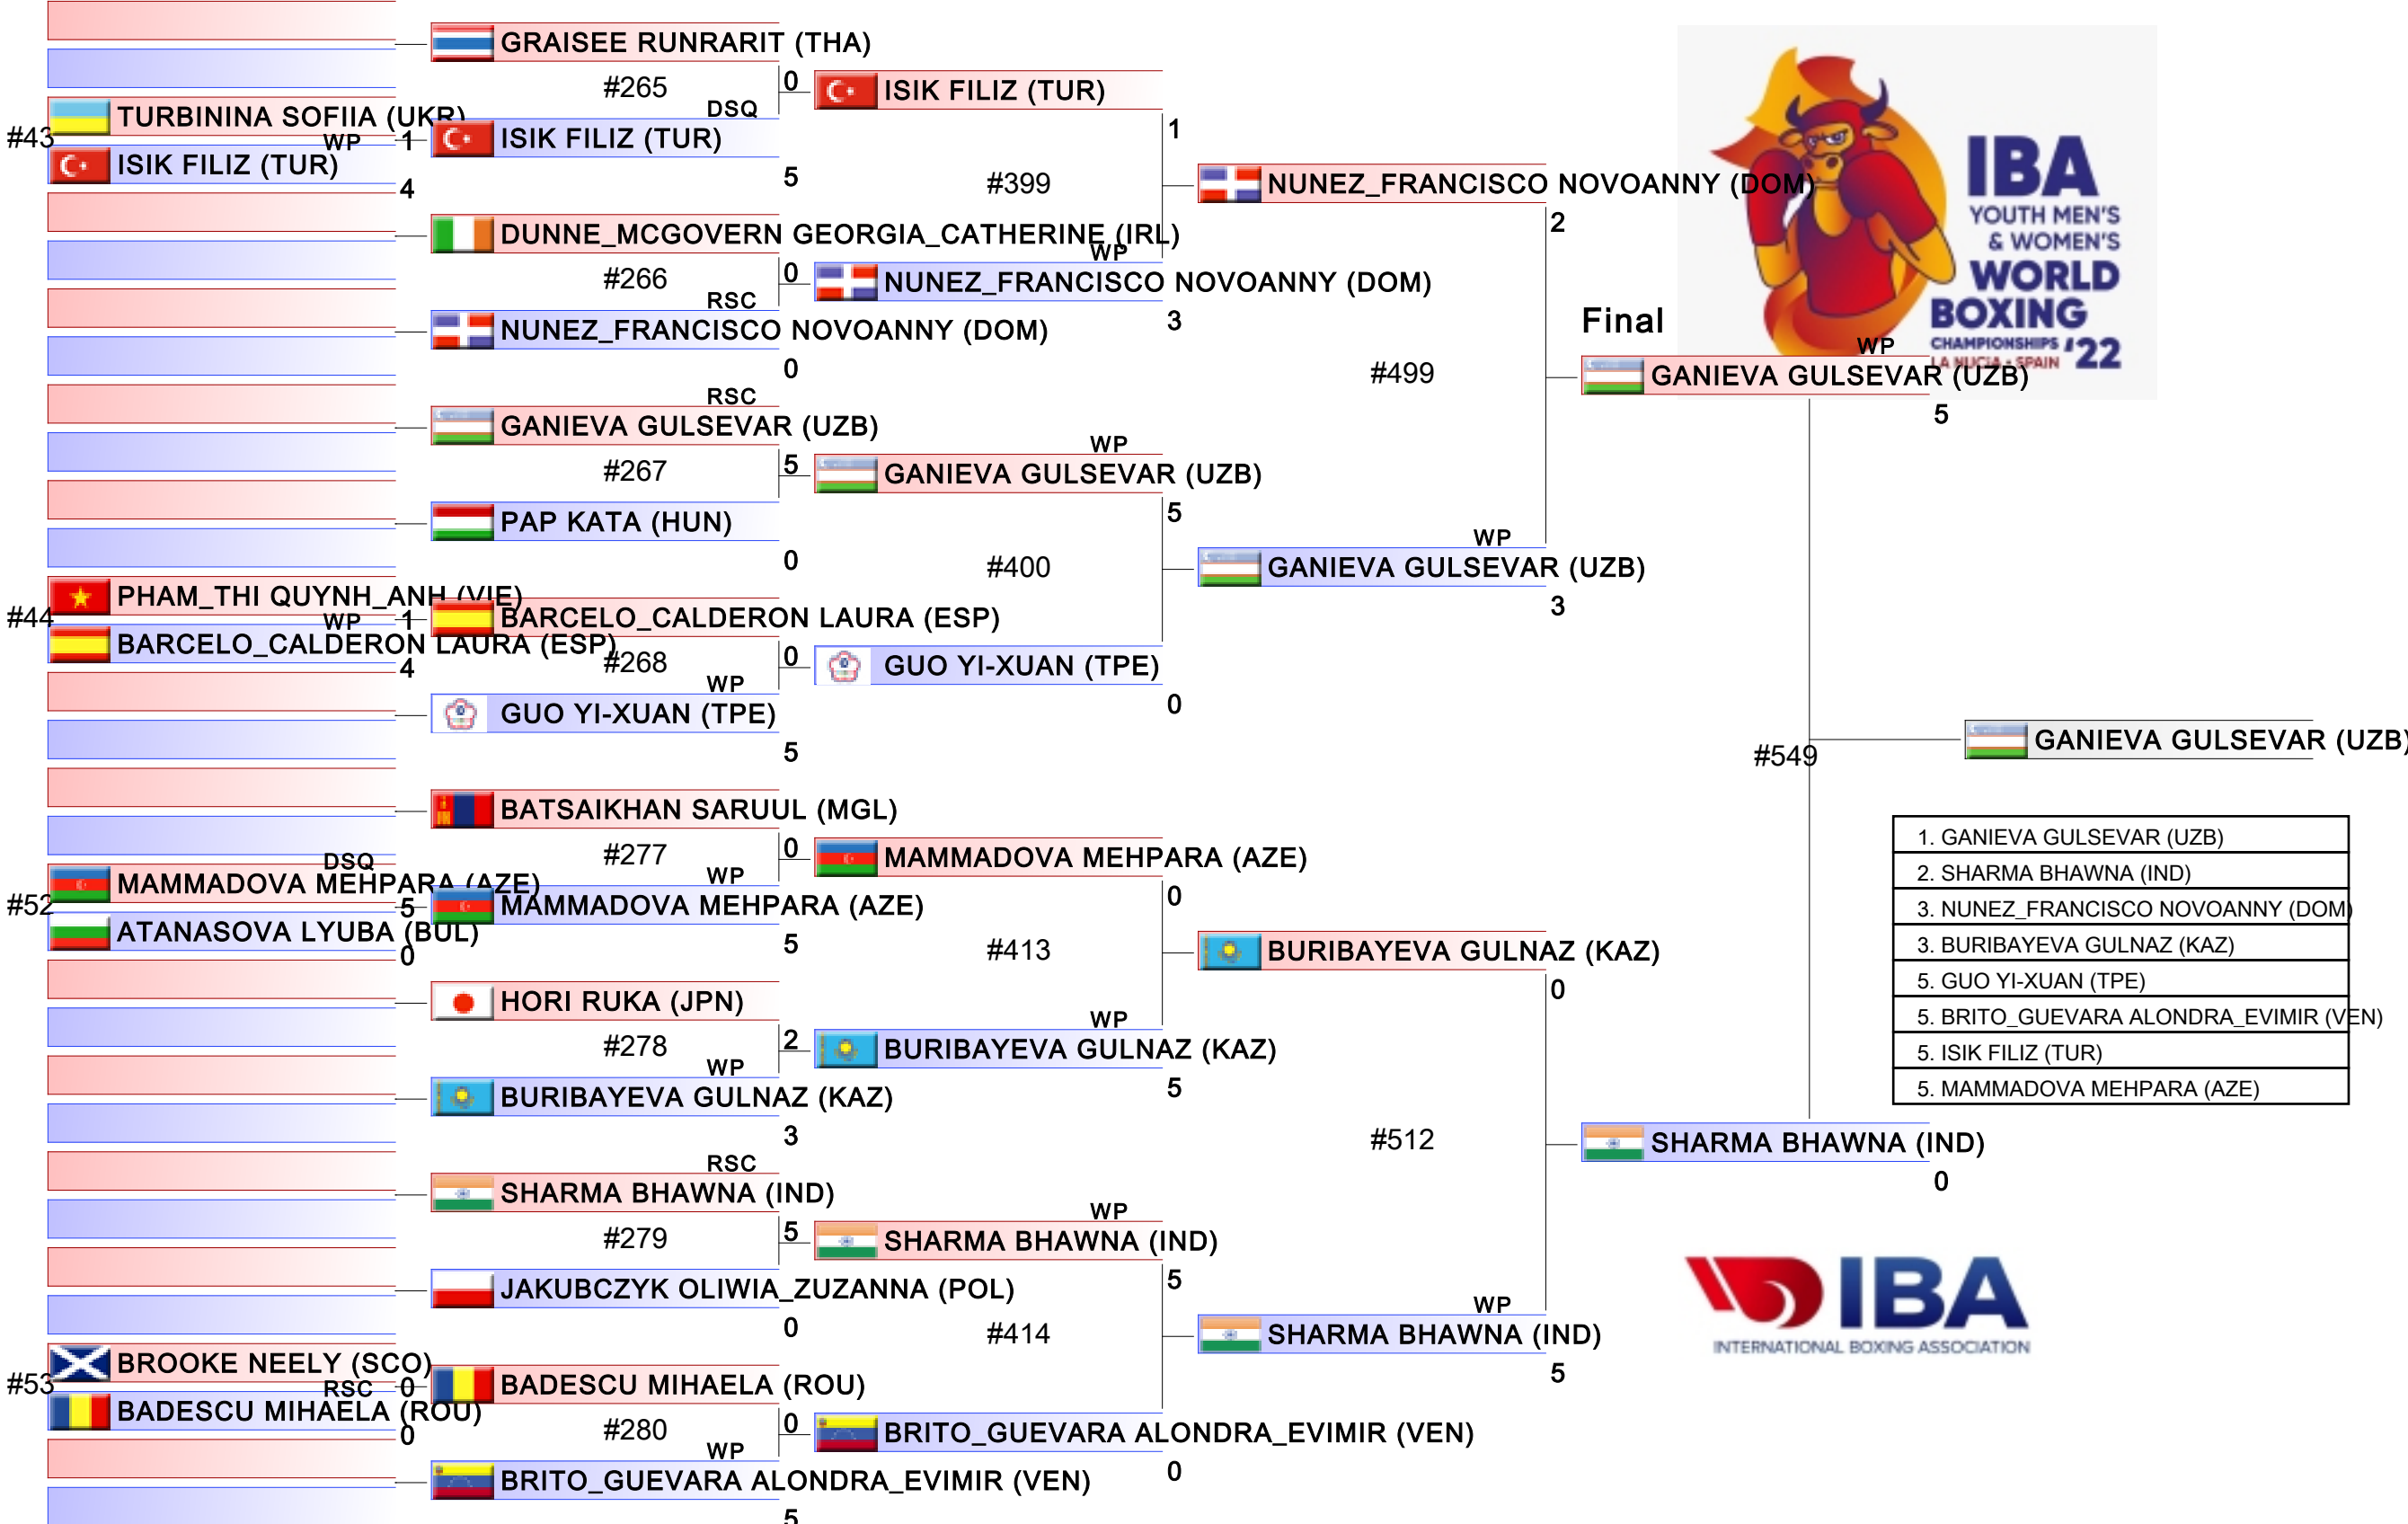 #43
TURBININA SOFIIA (UKR)
WP
1
ISIK FILIZ (TUR)
4
#44
PHAM_THI QUYNH_ANH (VIE)
WP
1
BARCELO_CALDERON LAURA (ESP)
4
#52
DSQ
MAMMADOVA MEHPARA (AZE)
5
ATANASOVA LYUBA (BUL)
0
#53
BROOKE NEELY (SCO)
RSC
0
BADESCU MIHAELA (ROU)
0
GRAISEE RUNRARIT (THA)
#265
0
DSQ
ISIK FILIZ (TUR)
5
DUNNE_MCGOVERN GEORGIA_CATHERINE (IRL)
#266
0
RSC
NUNEZ_FRANCISCO NOVOANNY (DOM)
0
RSC
GANIEVA GULSEVAR (UZB)
#267
5
PAP KATA (HUN)
0
BARCELO_CALDERON LAURA (ESP)
#268
0
WP
GUO YI-XUAN (TPE)
5
BATSAIKHAN SARUUL (MGL)
#277
0
WP
MAMMADOVA MEHPARA (AZE)
5
HORI RUKA (JPN)
#278
2
WP
BURIBAYEVA GULNAZ (KAZ)
3
RSC
SHARMA BHAWNA (IND)
#279
5
JAKUBCZYK OLIWIA_ZUZANNA (POL)
0
BADESCU MIHAELA (ROU)
#280
0
WP
BRITO_GUEVARA ALONDRA_EVIMIR (VEN)
5
ISIK FILIZ (TUR)
1
#399
WP
NUNEZ_FRANCISCO NOVOANNY (DOM)
3
WP
GANIEVA GULSEVAR (UZB)
5
#400
GUO YI-XUAN (TPE)
0
MAMMADOVA MEHPARA (AZE)
0
#413
WP
BURIBAYEVA GULNAZ (KAZ)
5
WP
SHARMA BHAWNA (IND)
5
#414
BRITO_GUEVARA ALONDRA_EVIMIR (VEN)
0
NUNEZ_FRANCISCO NOVOANNY (DOM)
2
#499
WP
GANIEVA GULSEVAR (UZB)
3
BURIBAYEVA GULNAZ (KAZ)
0
#512
WP
SHARMA BHAWNA (IND)
5
Final
WP
GANIEVA GULSEVAR (UZB)
5
#549
SHARMA BHAWNA (IND)
0
GANIEVA GULSEVAR (UZB)
IBA
YOUTH MEN'S
& WOMEN'S
WORLD
BOXING
CHAMPIONSHIPS '22
LA NUCIA - SPAIN
1. GANIEVA GULSEVAR (UZB)
2. SHARMA BHAWNA (IND)
3. NUNEZ_FRANCISCO NOVOANNY (DOM)
3. BURIBAYEVA GULNAZ (KAZ)
5. GUO YI-XUAN (TPE)
5. BRITO_GUEVARA ALONDRA_EVIMIR (VEN)
5. ISIK FILIZ (TUR)
5. MAMMADOVA MEHPARA (AZE)
IBA
INTERNATIONAL BOXING ASSOCIATION